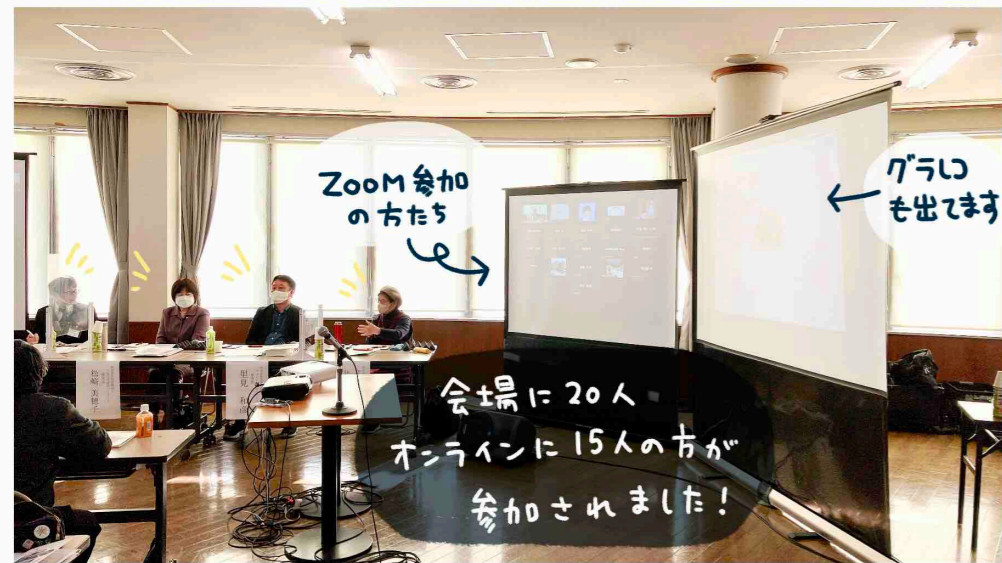 ZOOM参加
の方たち
グラレコ
も出てます
会場に20人
オンラインに15人の方が
参加されました!